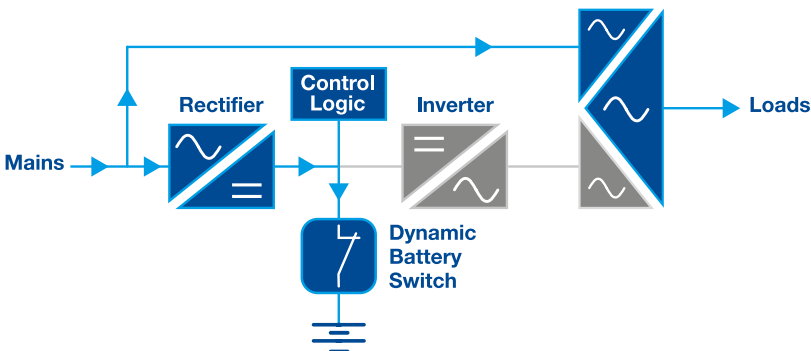 Control
Logic
Rectifier
Inverter
Mains
Loads
Dynamic
Battery
Switch